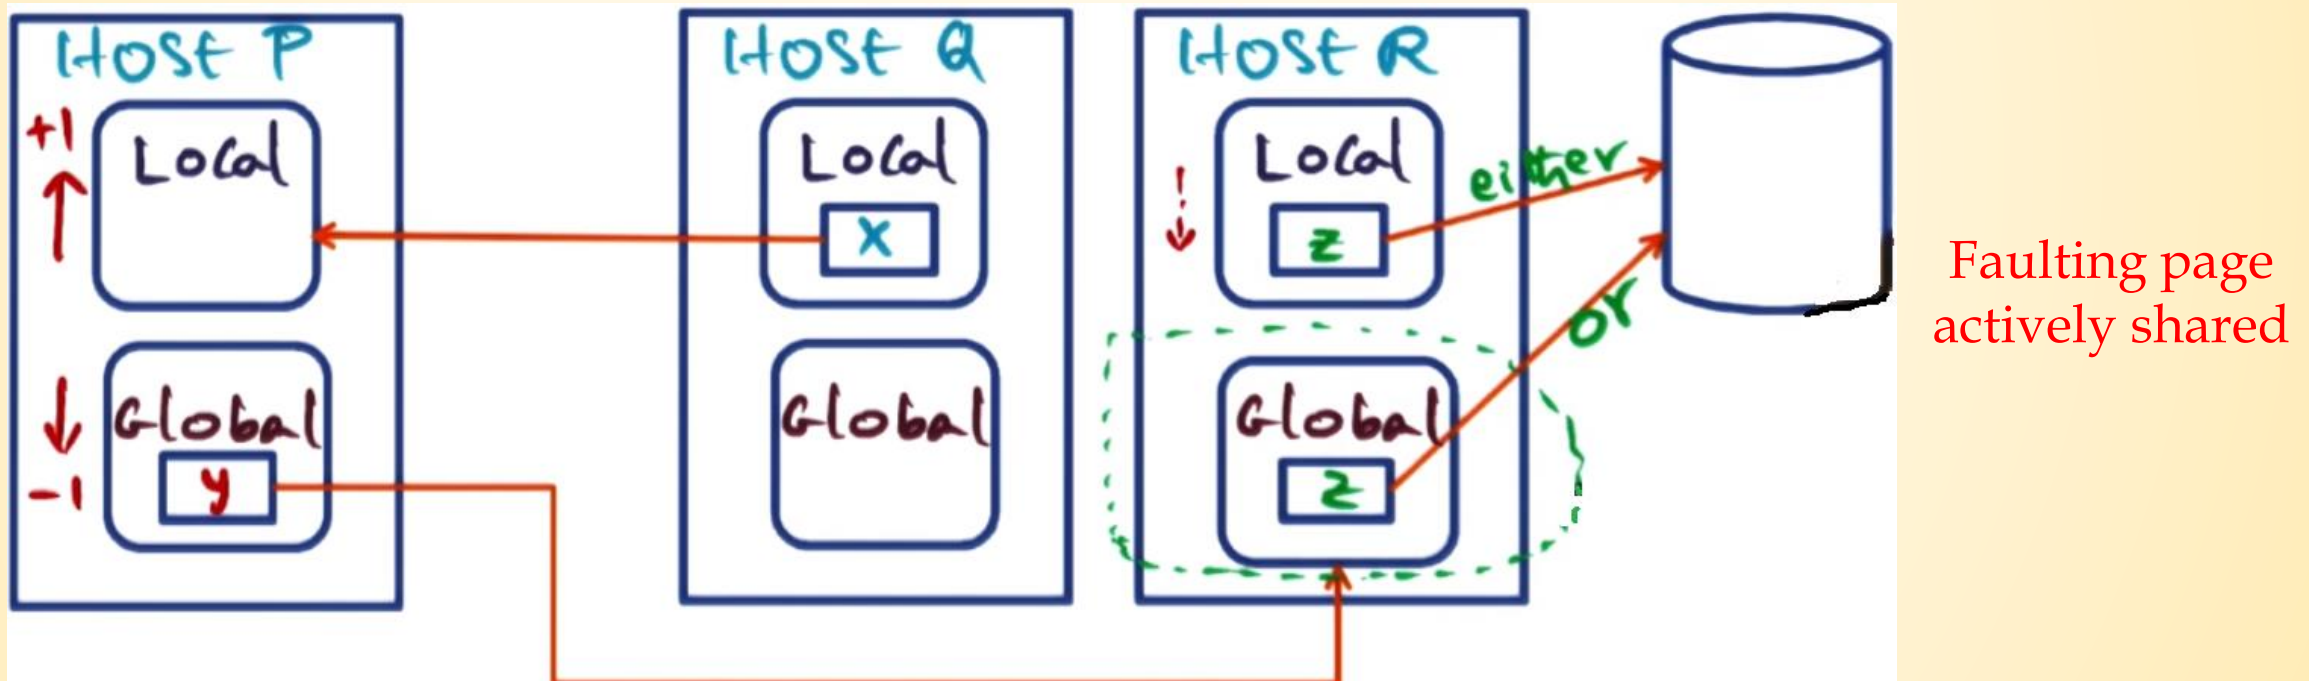 Host P
+1
Local
Global
-1
y
Host Q
Local
x
Global
Host R
Local
z
either
or
Global
z
Faulting page
actively shared